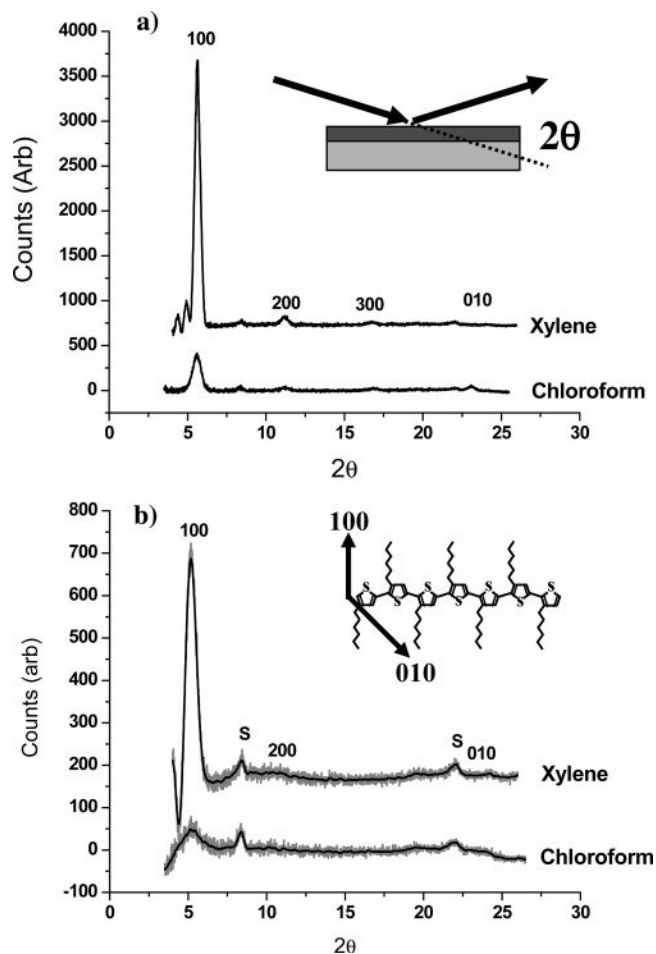 a)
100
4000
3500
3000
2500
2000
1500
1000
500
0
Counts (Arb)
2θ
200
300
010
Xylene
Chloroform
0
5
10
15
20
25
30
2θ
b)
100
800
700
600
500
400
300
200
100
0
-100
Counts (arb)
100
S
S
S
S
S
S
S
010
S
200
S
010
Xylene
Chloroform
0
5
10
15
20
25
30
2θ